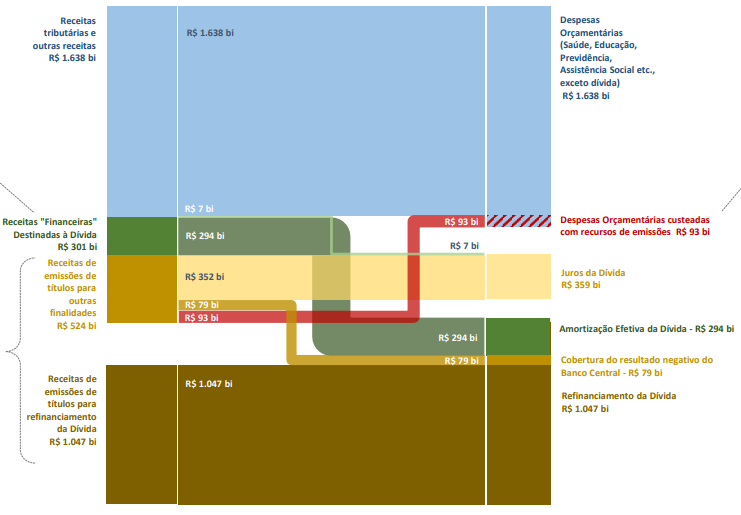 Receitas
tributárias e
outras receitas
R$ 1.638 bi
R$ 1.638 bi
Despesas
Orçamentárias
(Saúde, Educação,
Previdência,
Assistência Social etc.,
exceto dívida)
R$ 1.638 bi
R$ 7 bi
Receitas "Financeiras"
Destinadas à Dívida
R$ 301 bi
R$ 294 bi
R$ 93 bi
R$ 7 bi
Despesas Orçamentárias custeadas
com recursos de emissões R$ 93 bi
Receitas de
emissões de
títulos para
outras
finalidades
R$ 524 bi
R$ 352 bi
R$ 79 bi
R$ 93 bi
Juros da Dívida
R$ 359 bi
R$ 294 bi
R$ 79 bi
Amortização Efetiva da Dívida - R$ 294 bi
Cobertura do resultado negativo do
Banco Central - R$ 79 bi
Receitas de
emissões de
títulos para
refinanciamento
da Dívida
R$ 1.047 bi
R$ 1.047 bi
Refinanciamento da Dívida
R$ 1.047 bi